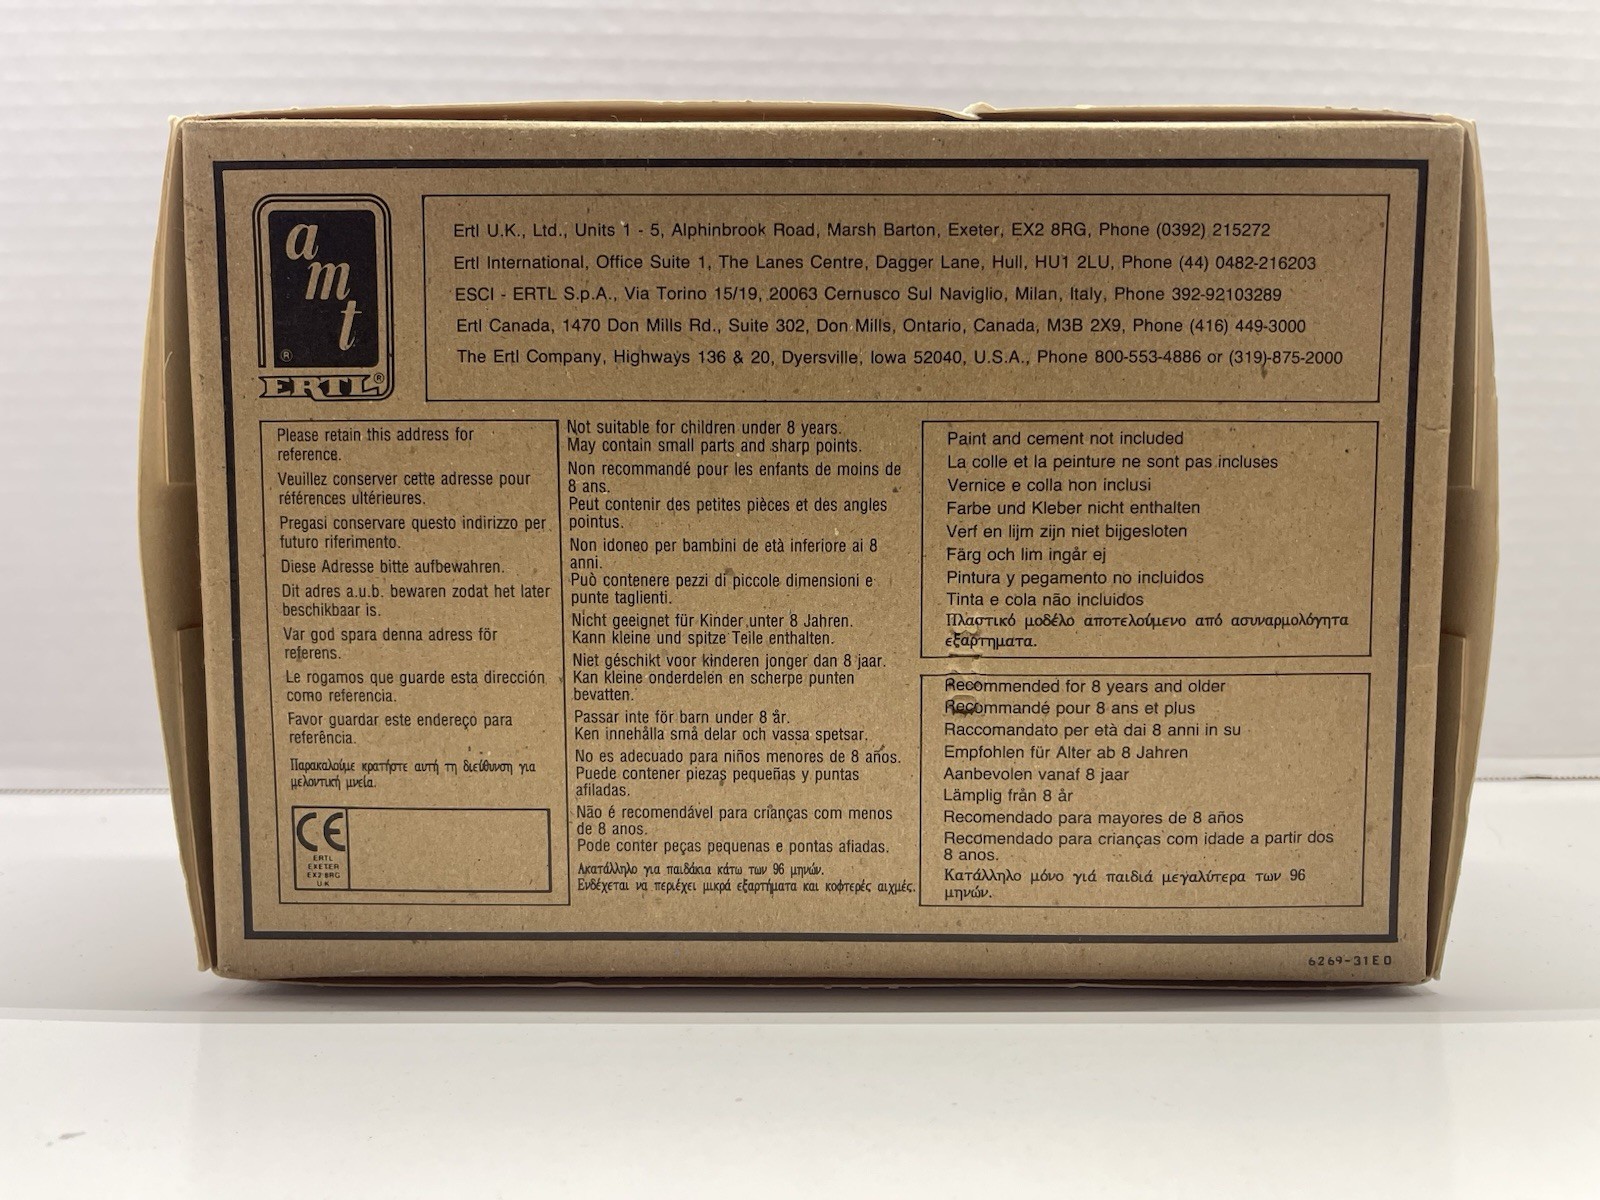 amt
®
ERTL®
Ertl U.K., Ltd., Units 1 - 5, Alphinbrook Road, Marsh Barton, Exeter, EX2 8RG, Phone (0392) 215272
Ertl International, Office Suite 1, The Lanes Centre, Dagger Lane, Hull, HU1 2LU, Phone (44) 0482-216203
ESCI - ERTL S.p.A., Via Torino 15/19, 20063 Cernusco Sul Naviglio, Milan, Italy, Phone 392-92103289
Ertl Canada, 1470 Don Mills Rd., Suite 302, Don Mills, Ontario, Canada, M3B 2X9, Phone (416) 449-3000
The Ertl Company, Highways 136 & 20, Dyersville, Iowa 52040, U.S.A., Phone 800-553-4886 or (319)-875-2000
Please retain this address for
reference.
Veuillez conserver cette adresse pour
références ultérieures.
Pregasi conservare questo indirizzo per
futuro riferimento.
Diese Adresse bitte aufbewahren.
Dit adres a.u.b. bewaren zodat het later
beschikbaar is.
Var god spara denna adress för
referens.
Le rogamos que guarde esta dirección
como referencia.
Favor guardar este endereço para
referência.
Παρακαλούμε κρατήστε αυτή τη διεύθυνση για
μελοντική μνεία.
CE
ERTL
EXETER
EX2 8RG
U.K
Not suitable for children under 8 years.
May contain small parts and sharp points.
Non recommandé pour les enfants de moins de
8 ans.
Peut contenir des petites pièces et des angles
pointus.
Non idoneo per bambini de età inferiore ai 8
anni.
Può contenere pezzi di piccole dimensioni e
punte taglienti.
Nicht geeignet für Kinder unter 8 Jahren.
Kann kleine und spitze Teile enthalten.
Niet géschikt voor kinderen jonger dan 8 jaar.
Kan kleine onderdelen en scherpe punten
bevatten.
Passar inte för barn under 8 år.
Ken innehålla små delar och vassa spetsar.
No es adecuado para niños menores de 8 años.
Puede contener piezas pequeñas y puntas
afiladas.
Não é recomendável para crianças com menos
de 8 anos.
Pode conter peças pequenas e pontas afiadas.
Ακατάλληλο για παιδάκια κάτω των 96 μηνών.
Ενδέχεται να περιέχει μικρά εξαρτήματα και κοφτερές αιχμές.
Paint and cement not included
La colle et la peinture ne sont pas incluses
Vernice e colla hon inclusi
Farbe und Kleber nicht enthalten
Verf en lijm zijn niet bijgesloten
Färg och lim ingår ej
Pintura y pegamento no incluidos
Tinta e cola não incluidos
Πλαστικό μοδέλο αποτελούμενο από ασυναρμολόγητα
εξαρτηματα.
Recommended for 8 years and older
Recommandé pour 8 ans et plus
Raccomandato per età dai 8 anni in su
Empfohlen für Alter ab 8 Jahren
Aanbevolen vanaf 8 jaar
Lämplig från 8 år
Recomendado para mayores de 8 años
Recomendado para crianças com idade a partir dos
8 anos.
Κατάλληλο μόνο γιά παιδιά μεγαλύτερα των 96
μηνών.
6269-31EO